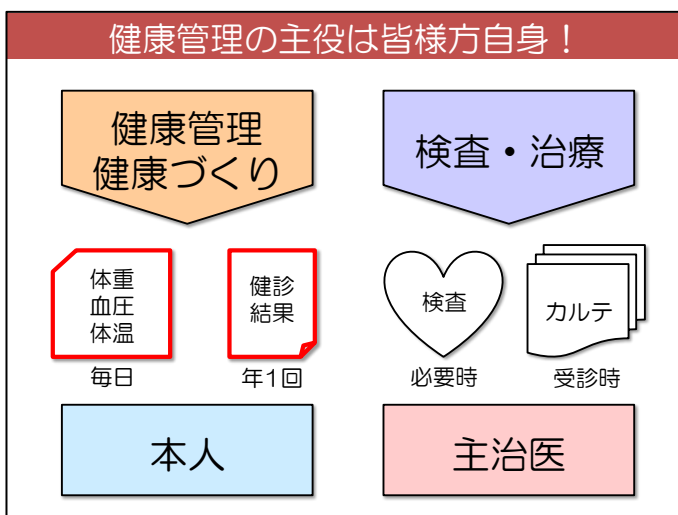 健康管理の主役は皆様方自身！
健康管理
健康づくり
検査・治療
体重
血圧
体温
健診
結果
検査
カルテ
毎日
年1回
必要時
受診時
本人
主治医